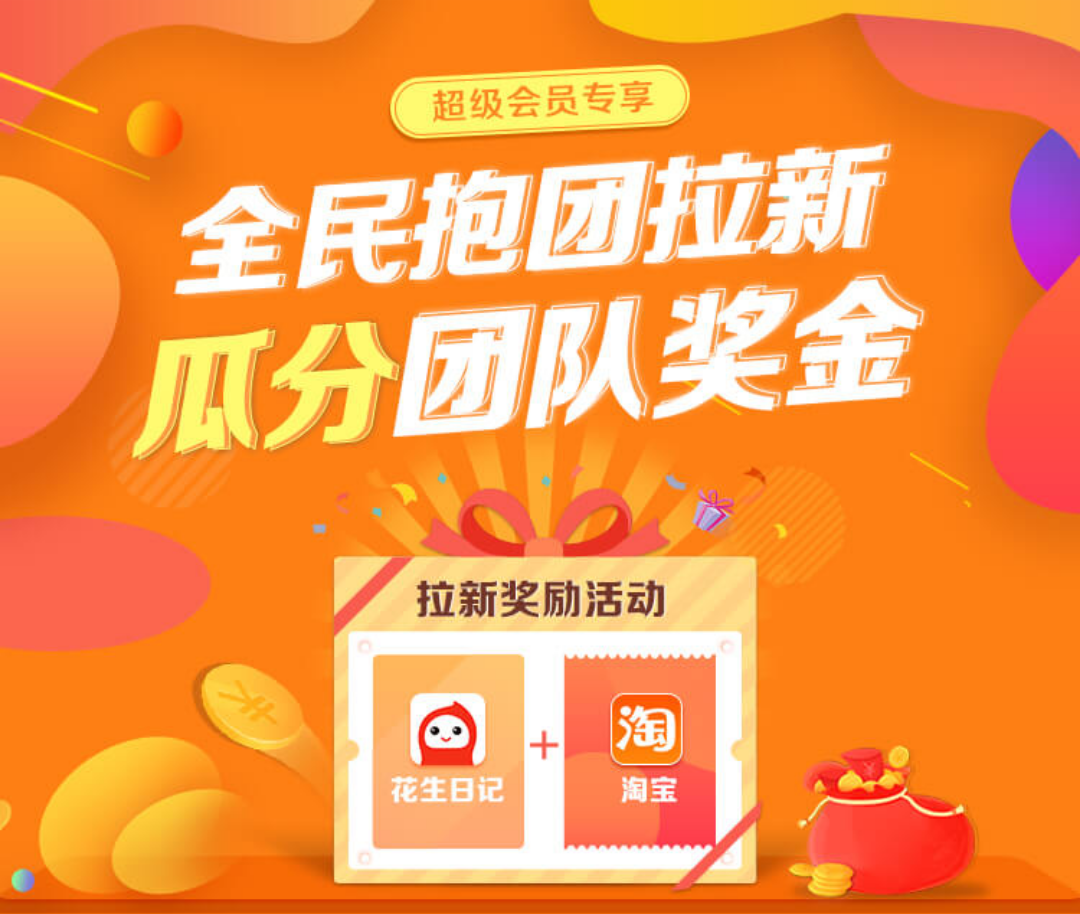 超级会员专享
全民抱团拉新
瓜分团队奖金
拉新奖励活动
淘
花生日记 + 淘宝